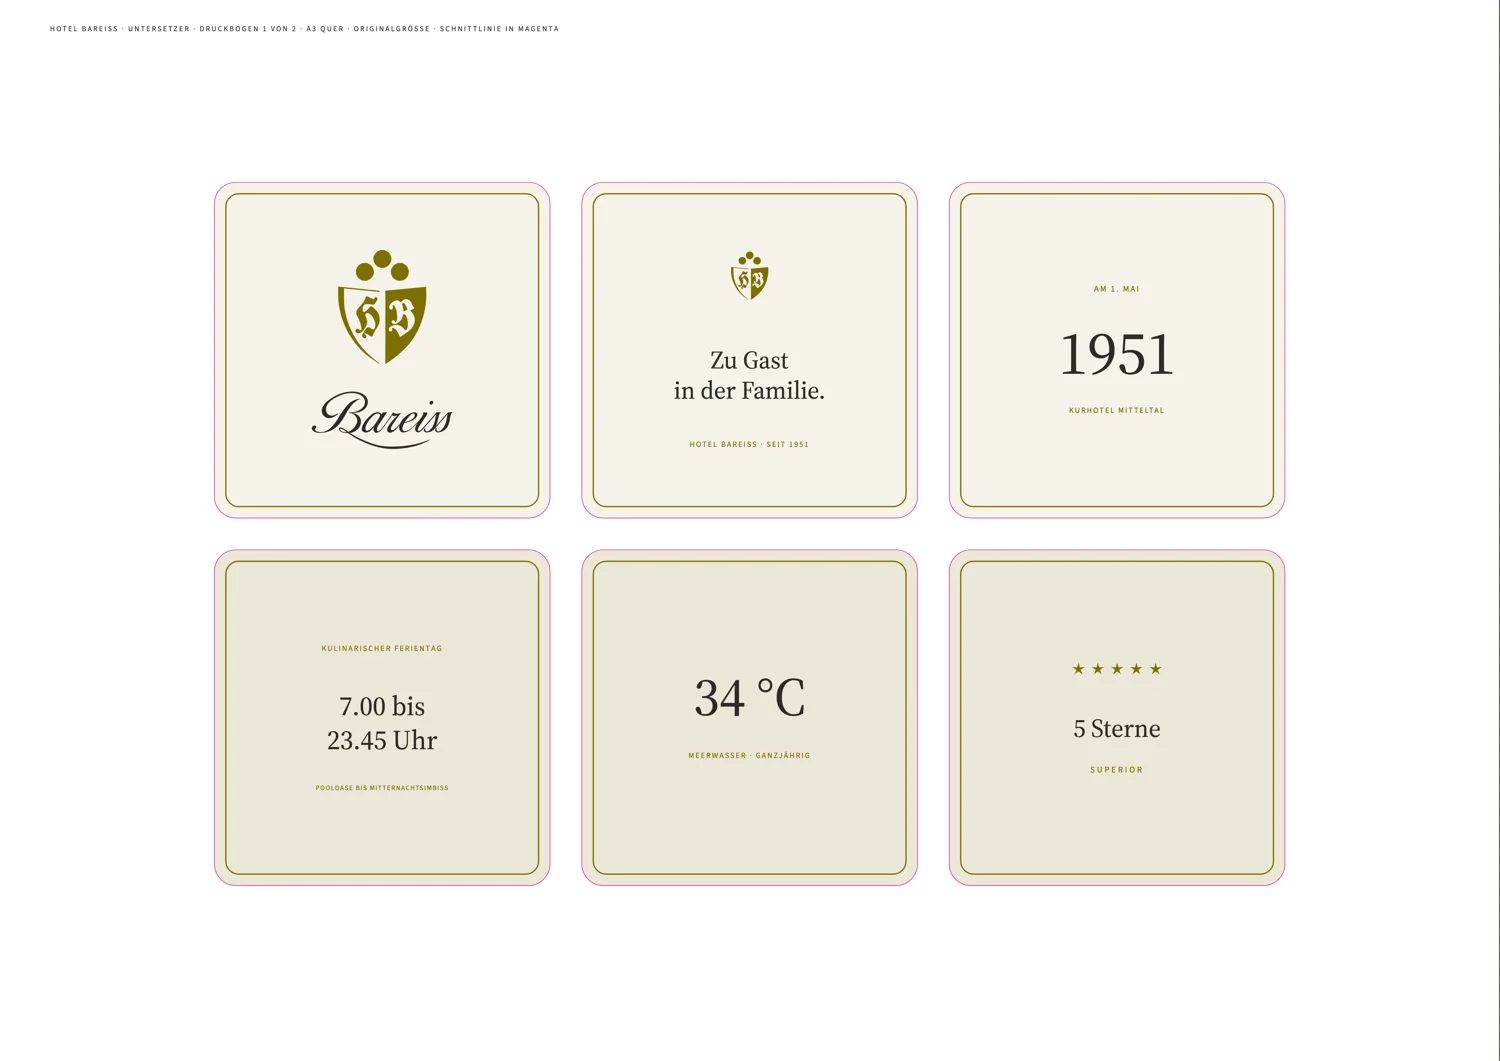 HOTEL BAREISS · UNTERSETZER · DRUCKBOGEN 1 VON 2 · A3 QUER · ORIGINALGRÖSSE · SCHNITTLINIE IN MAGENTA
HB
Bareiss
HB
Zu Gast
in der Familie.
HOTEL BAREISS · SEIT 1951
AM 1. MAI
1951
KURHOTEL MITTELTAL
KULINARISCHER FERIENTAG
7.00 bis
23.45 Uhr
POOLOASE BIS MITTERNACHTSIMBISS
34 °C
MEERWASSER · GANZJÄHRIG
★ ★ ★ ★ ★
5 Sterne
SUPERIOR